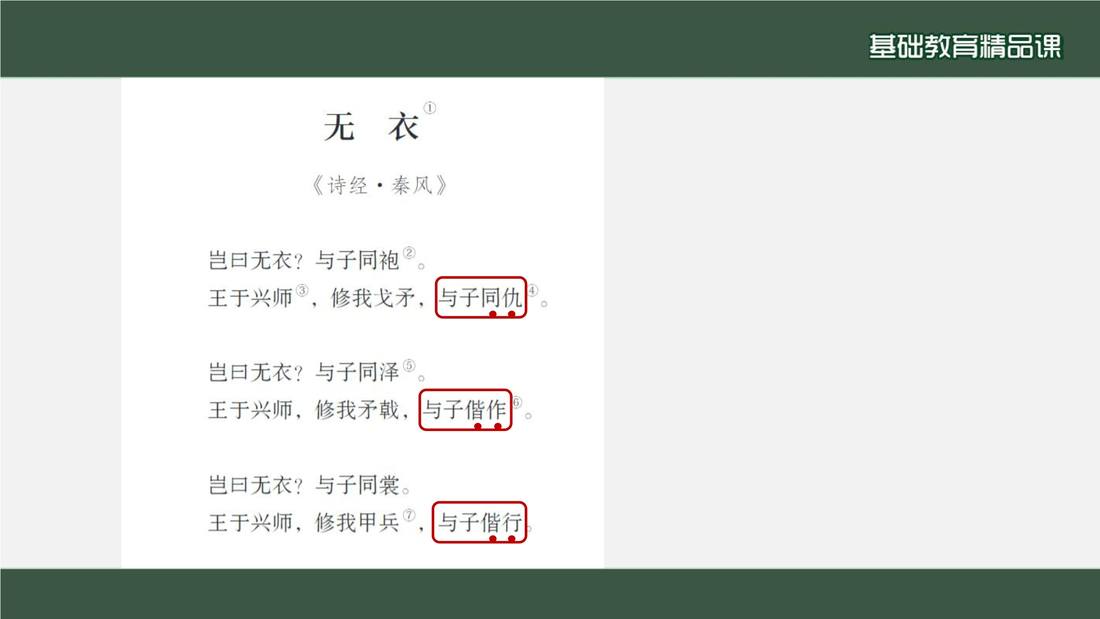 基础教育精品课
无 衣①
《诗经·秦风》
岂曰无衣？与子同袍②。
王于兴师③，修我戈矛，与子同仇④。
岂曰无衣？与子同泽⑤。
王于兴师，修我矛戟，与子偕作⑥。
岂曰无衣？与子同裳。
王于兴师，修我甲兵⑦，与子偕行。